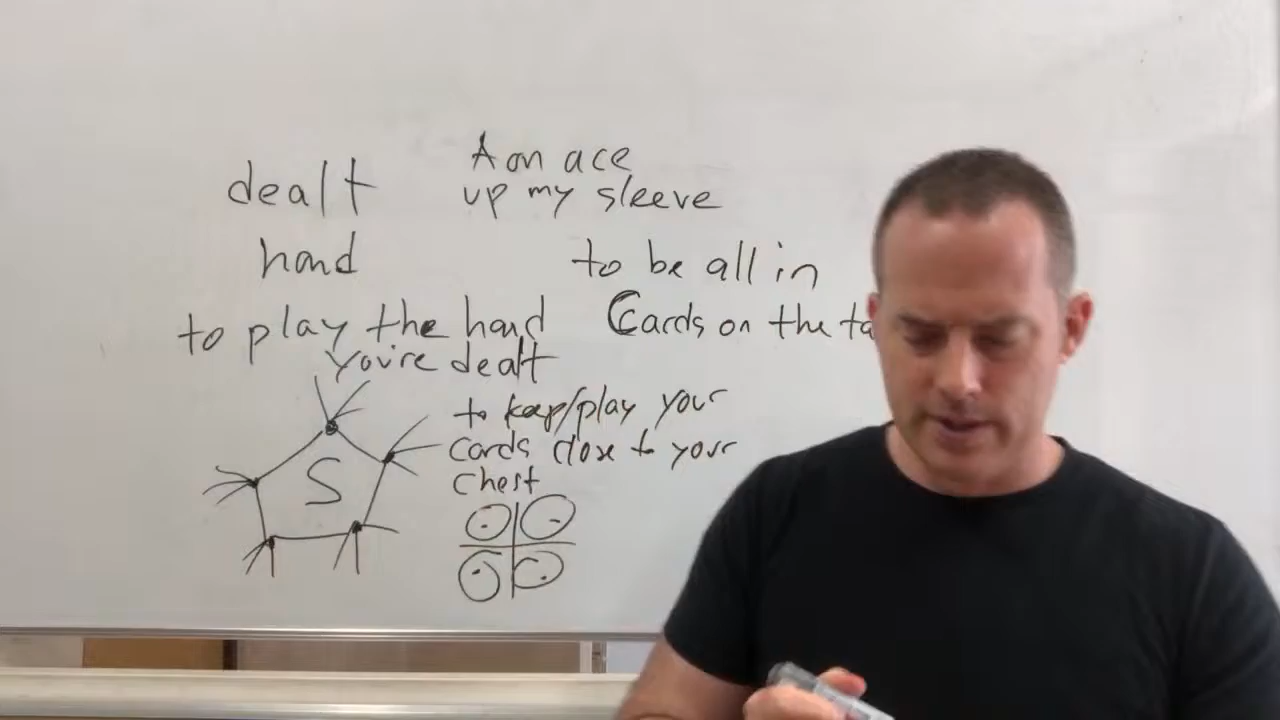 A on ace
dealt
up my sleeve
hand
to be all in
to play the hand
Cards on the ta
you're dealt
to keep/play your
cards close to your
chest
S